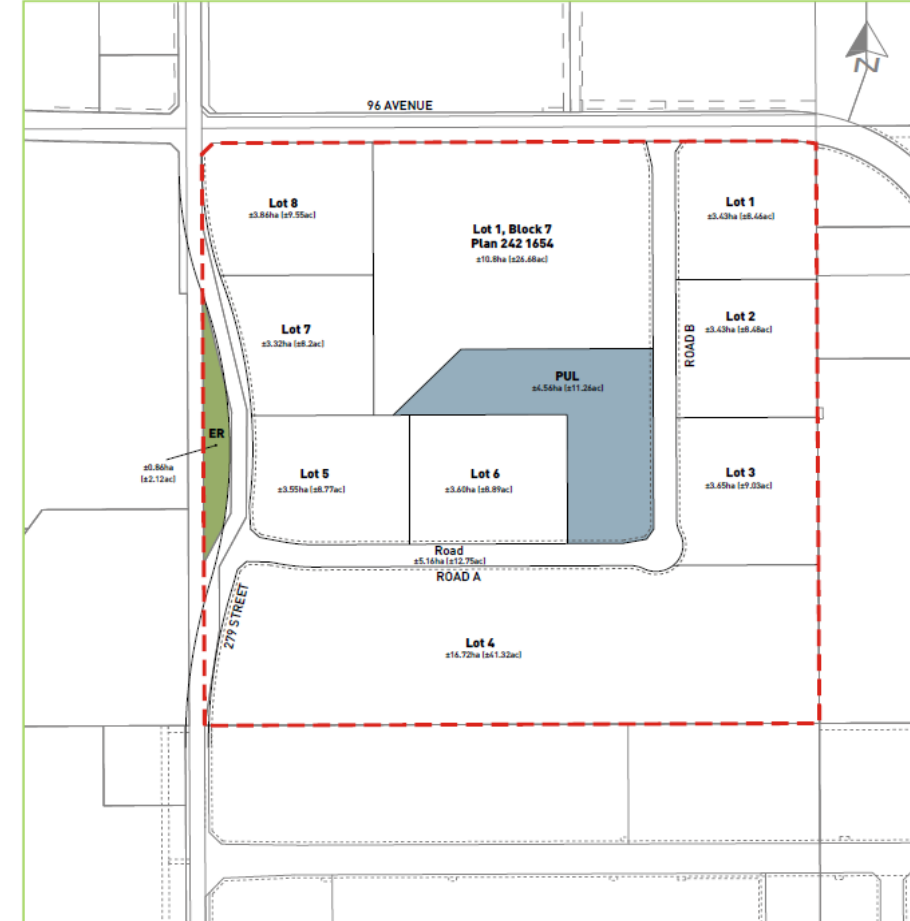 N
96 AVENUE
Lot 8
±3.86ha (±9.55ac)
Lot 1, Block 7
Plan 242 1654
±10.8ha (±26.68ac)
Lot 1
±3.43ha (±8.46ac)
Lot 7
±3.32ha (±8.2ac)
Lot 2
±3.43ha (±8.48ac)
ROAD B
PUL
±4.56ha (±11.26ac)
ER
±0.86ha
(±2.12ac)
Lot 5
±3.55ha (±8.77ac)
Lot 6
±3.60ha (±8.89ac)
Lot 3
±3.65ha (±9.03ac)
Road
±5.16ha (±12.75ac)
ROAD A
279 STREET
Lot 4
±16.72ha (±41.32ac)